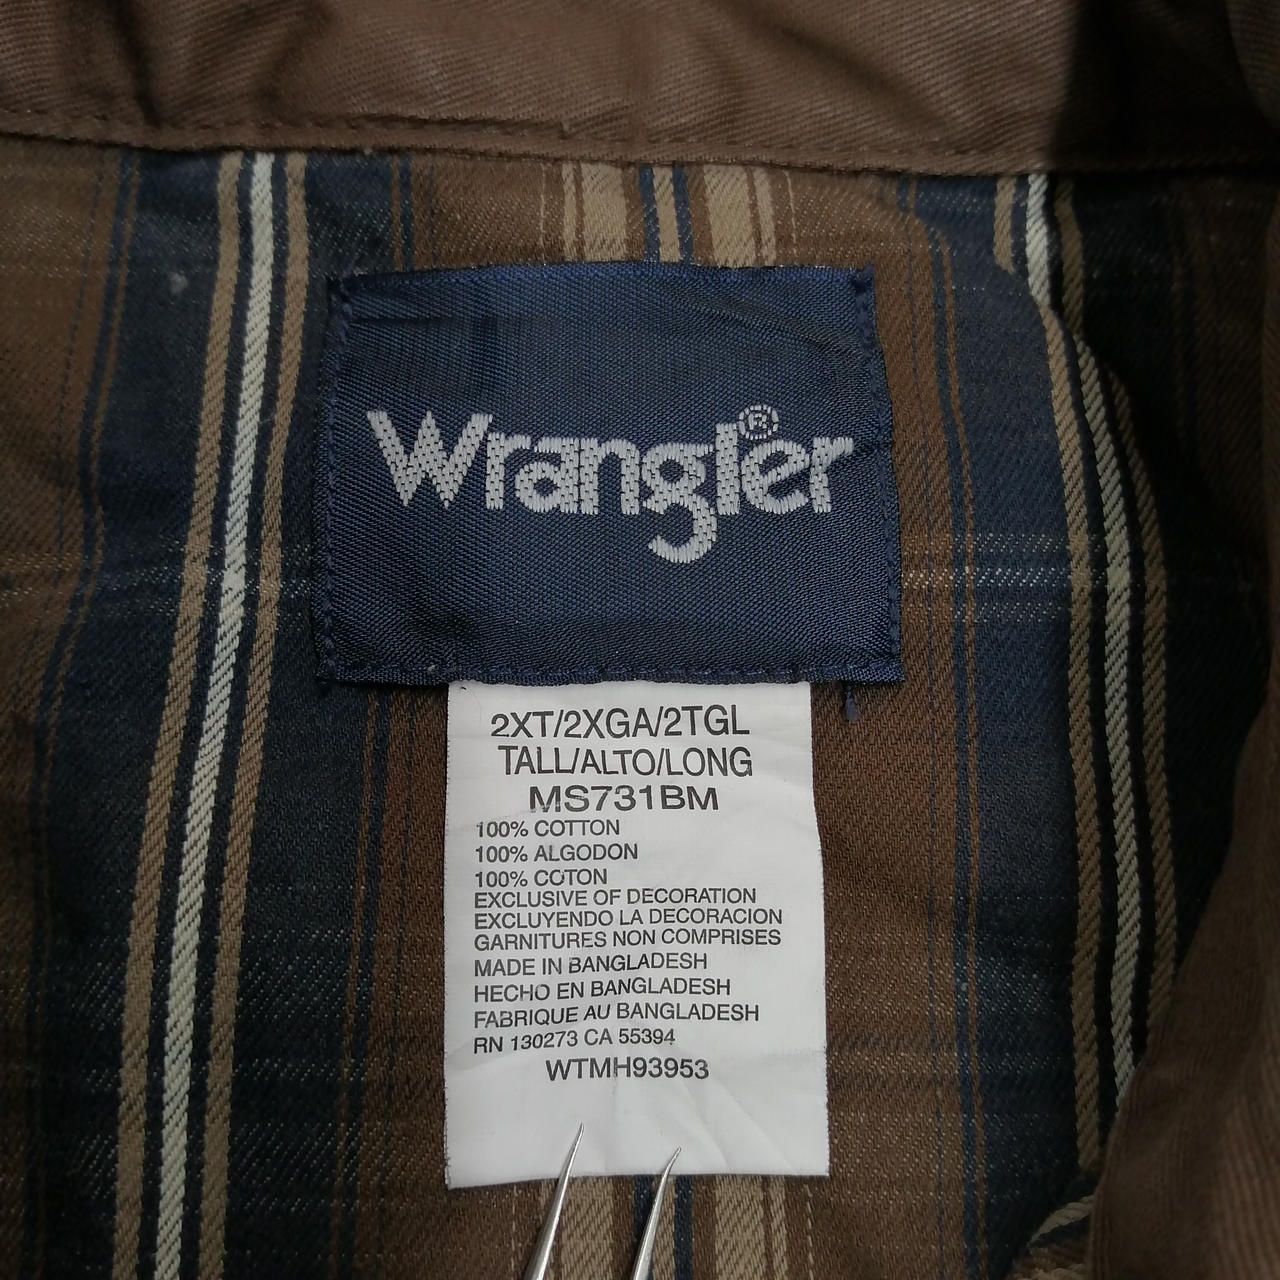 Wrangler®
2XT/2XGA/2TGL
TALL/ALTO/LONG
MS731BM
100% COTTON
100% ALGODON
100% COTON
EXCLUSIVE OF DECORATION
EXCLUYENDO LA DECORACION
GARNITURES NON COMPRISES
MADE IN BANGLADESH
HECHO EN BANGLADESH
FABRIQUE AU BANGLADESH
RN 130273 CA 55394
WTMH93953